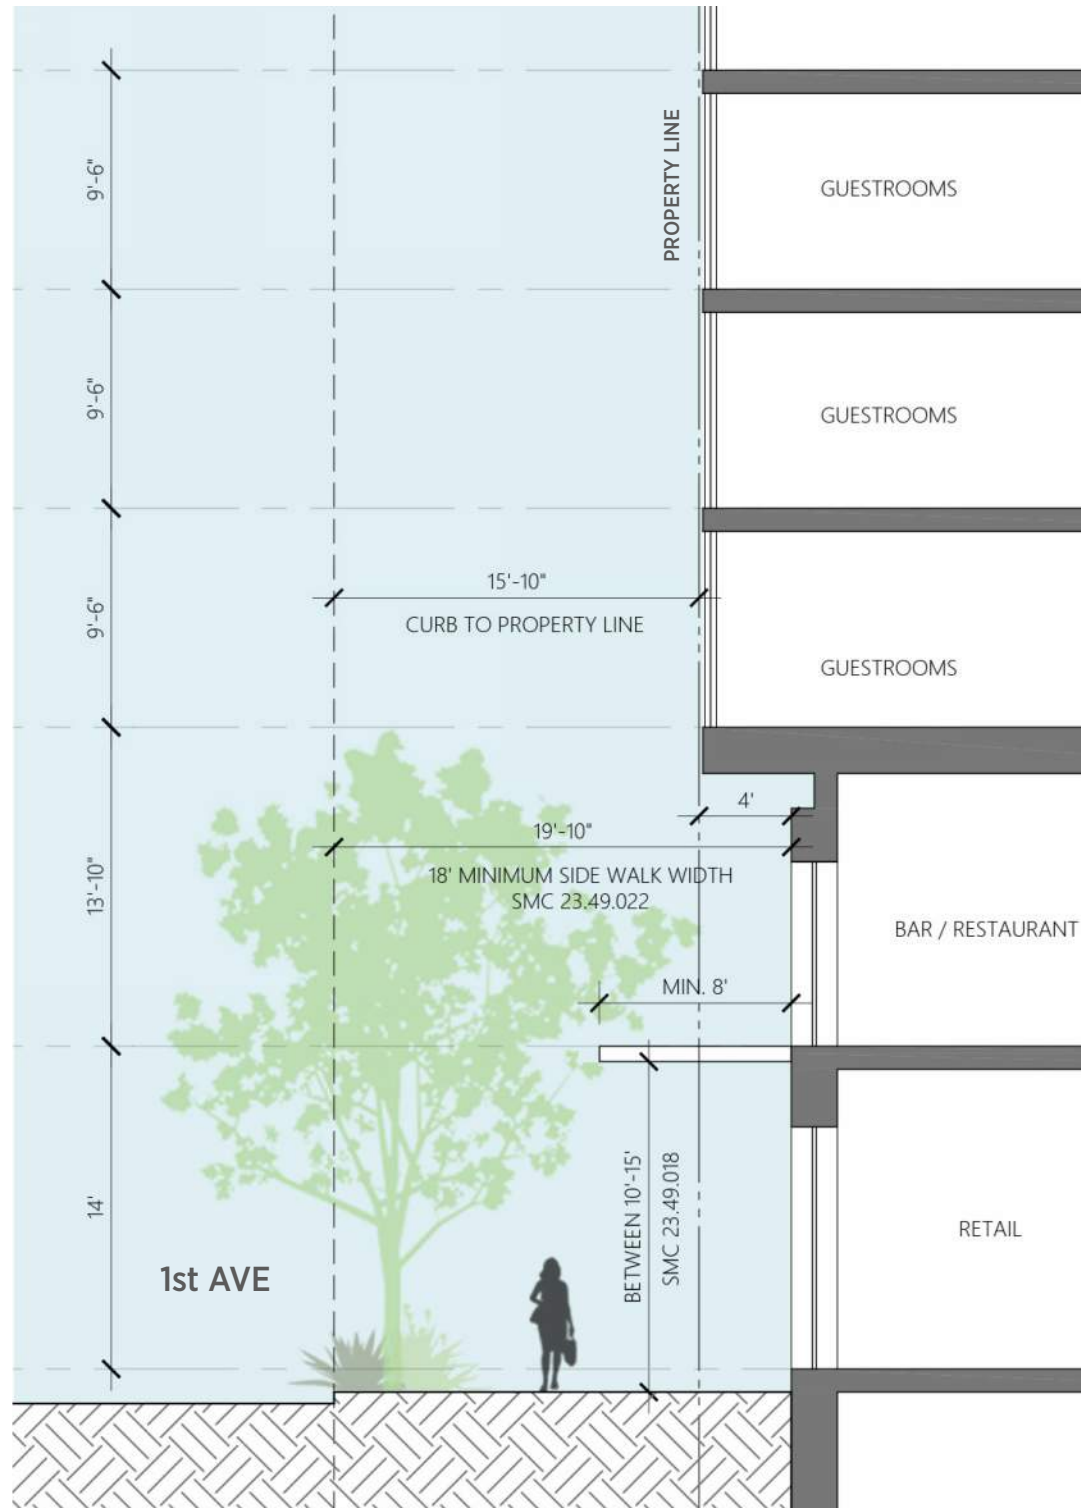 PROPERTY LINE
GUESTROOMS
9'-6"
GUESTROOMS
9'-6"
15'-10"
CURB TO PROPERTY LINE
9'-6"
GUESTROOMS
4'
19'-10"
18' MINIMUM SIDE WALK WIDTH
SMC 23.49.022
13'-10"
BAR / RESTAURANT
MIN. 8'
BETWEEN 10'-15'
SMC 23.49.018
14'
RETAIL
1st AVE